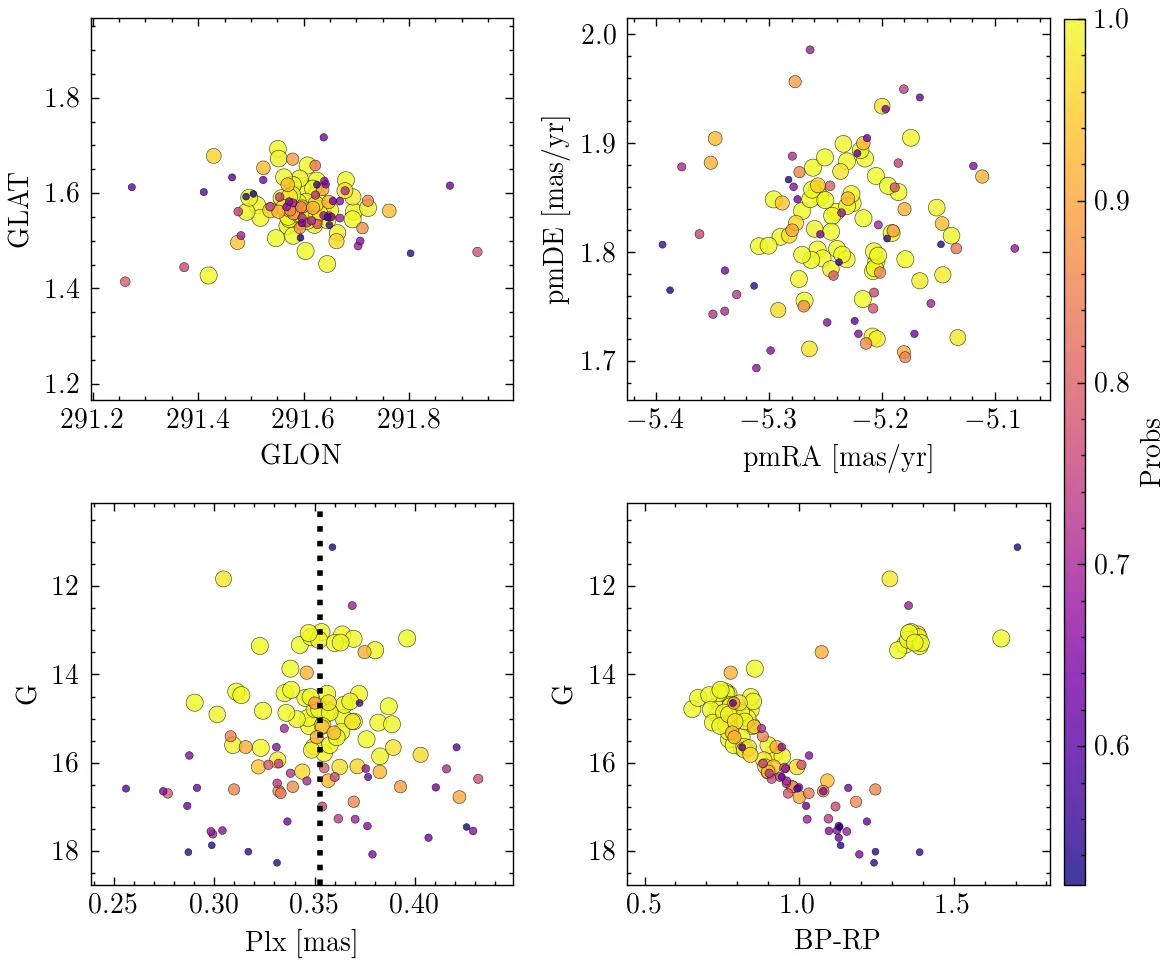 2.0
1.9
1.8
1.7
1.8
1.6
1.4
1.2
GLAT
pmDE [mas/yr]
291.2 291.4 291.6 291.8
GLON
−5.4 −5.3 −5.2 −5.1
pmRA [mas/yr]
1.0
0.9
0.8
0.7
0.6
Probs
12
14
16
18
G
0.25 0.30 0.35 0.40
Plx [mas]
12
14
16
18
G
0.5 1.0 1.5
BP-RP